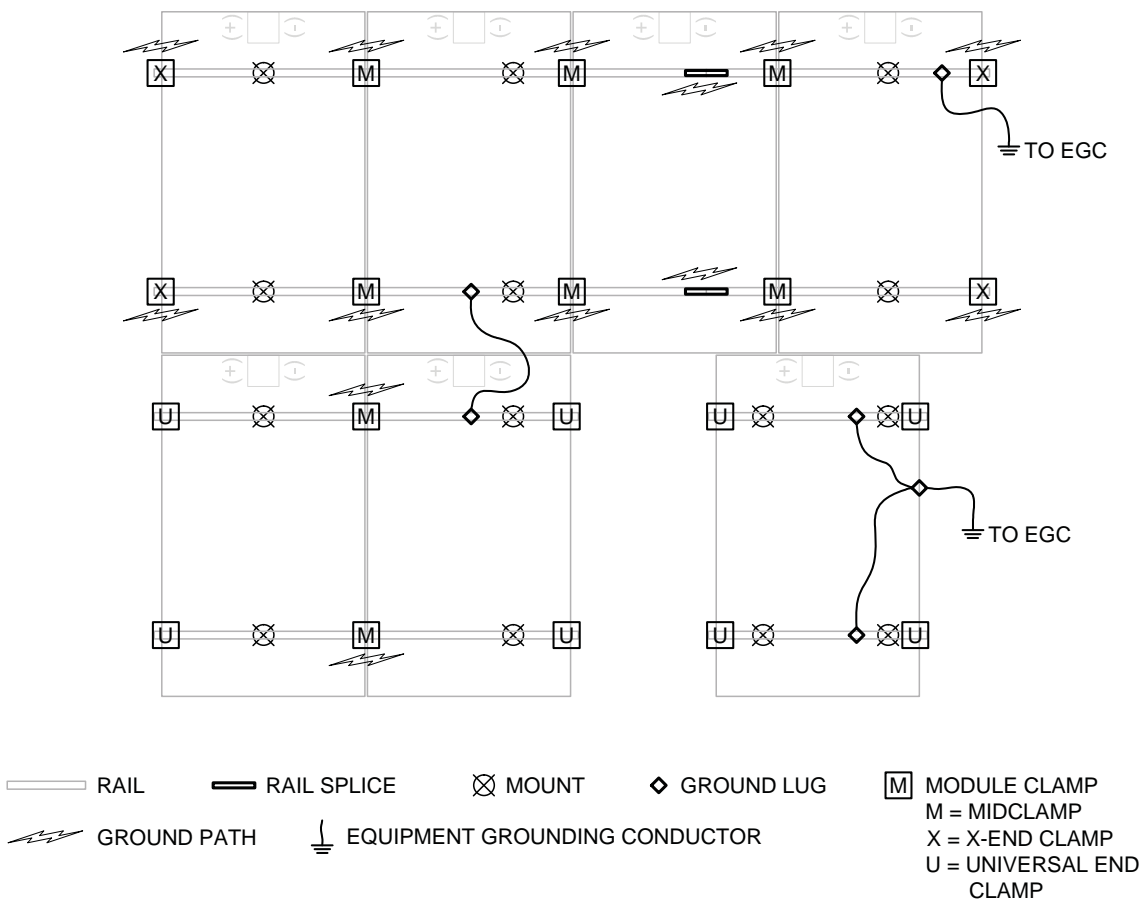 (+) (-) (+) (-) (+) (-) (+) (-)
X M M M X
TO EGC
X M M M X
(+) (-) (+) (-) (+) (-)
U M U U U
TO EGC
U M U U U
RAIL
RAIL SPLICE
MOUNT
GROUND LUG
M MODULE CLAMP
M = MIDCLAMP
X = X-END CLAMP
U = UNIVERSAL END
CLAMP
GROUND PATH
EQUIPMENT GROUNDING CONDUCTOR